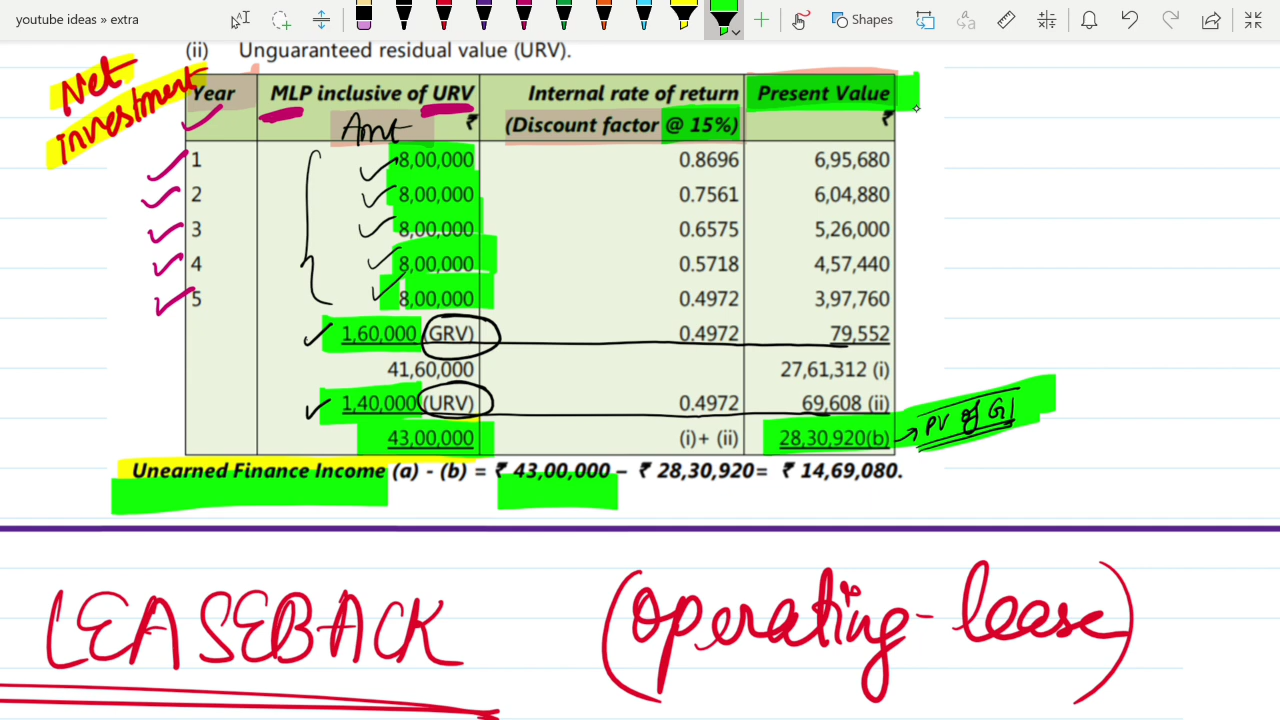 youtube ideas » extra
Shapes
(ii) Unguaranteed residual value (URV).
Net
investment
Year MLP inclusive of URV Internal rate of return Present Value
Amt ₹ (Discount factor @ 15%) ₹
1 8,00,000 0.8696 6,95,680
2 8,00,000 0.7561 6,04,880
3 8,00,000 0.6575 5,26,000
4 8,00,000 0.5718 4,57,440
5 8,00,000 0.4972 3,97,760
1,60,000 (GRV) 0.4972 79,552
41,60,000 27,61,312 (i)
1,40,000 (URV) 0.4972 69,608 (ii)
43,00,000 (i)+ (ii) 28,30,920(b) → PV of GI
Unearned Finance Income (a) - (b) = ₹ 43,00,000 – ₹ 28,30,920= ₹ 14,69,080.
LEASEBACK (operating-lease)